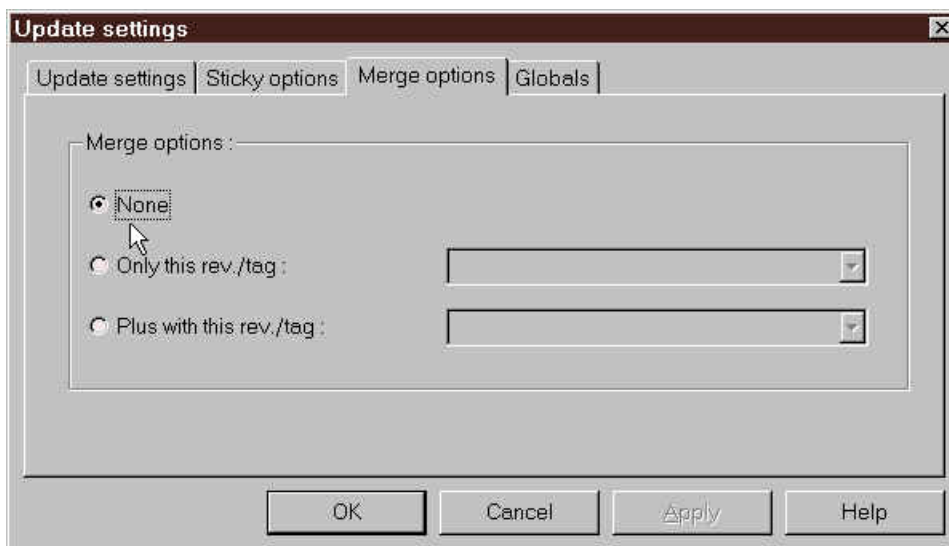 Update settings
Update settings Sticky options Merge options Globals
Merge options :
None
Only this rev./tag :
Plus with this rev./tag :
OK Cancel Apply Help